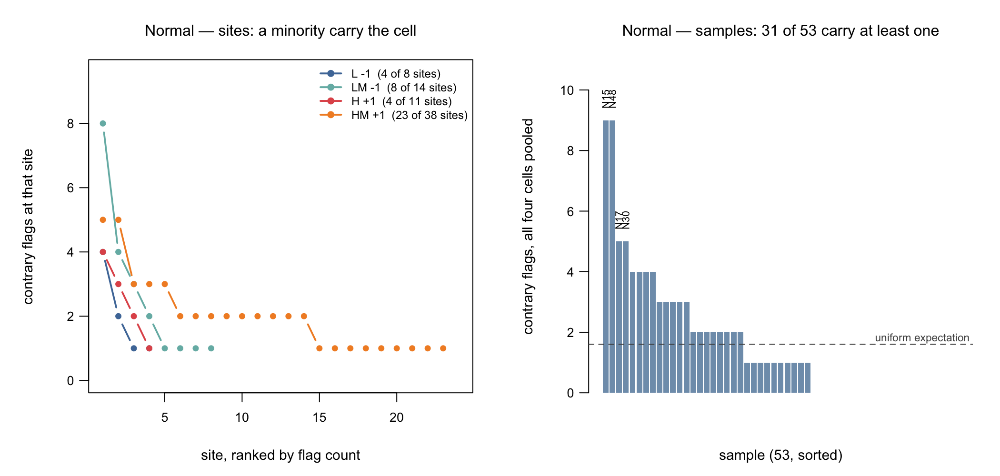 Normal — sites: a minority carry the cell
L -1 (4 of 8 sites)
LM -1 (8 of 14 sites)
H +1 (4 of 11 sites)
HM +1 (23 of 38 sites)
contrary flags at that site
8
6
4
2
0
5
10
15
20
site, ranked by flag count
Normal — samples: 31 of 53 carry at least one
contrary flags, all four cells pooled
10
8
6
4
2
0
N15
N48
N17
N30
uniform expectation
sample (53, sorted)